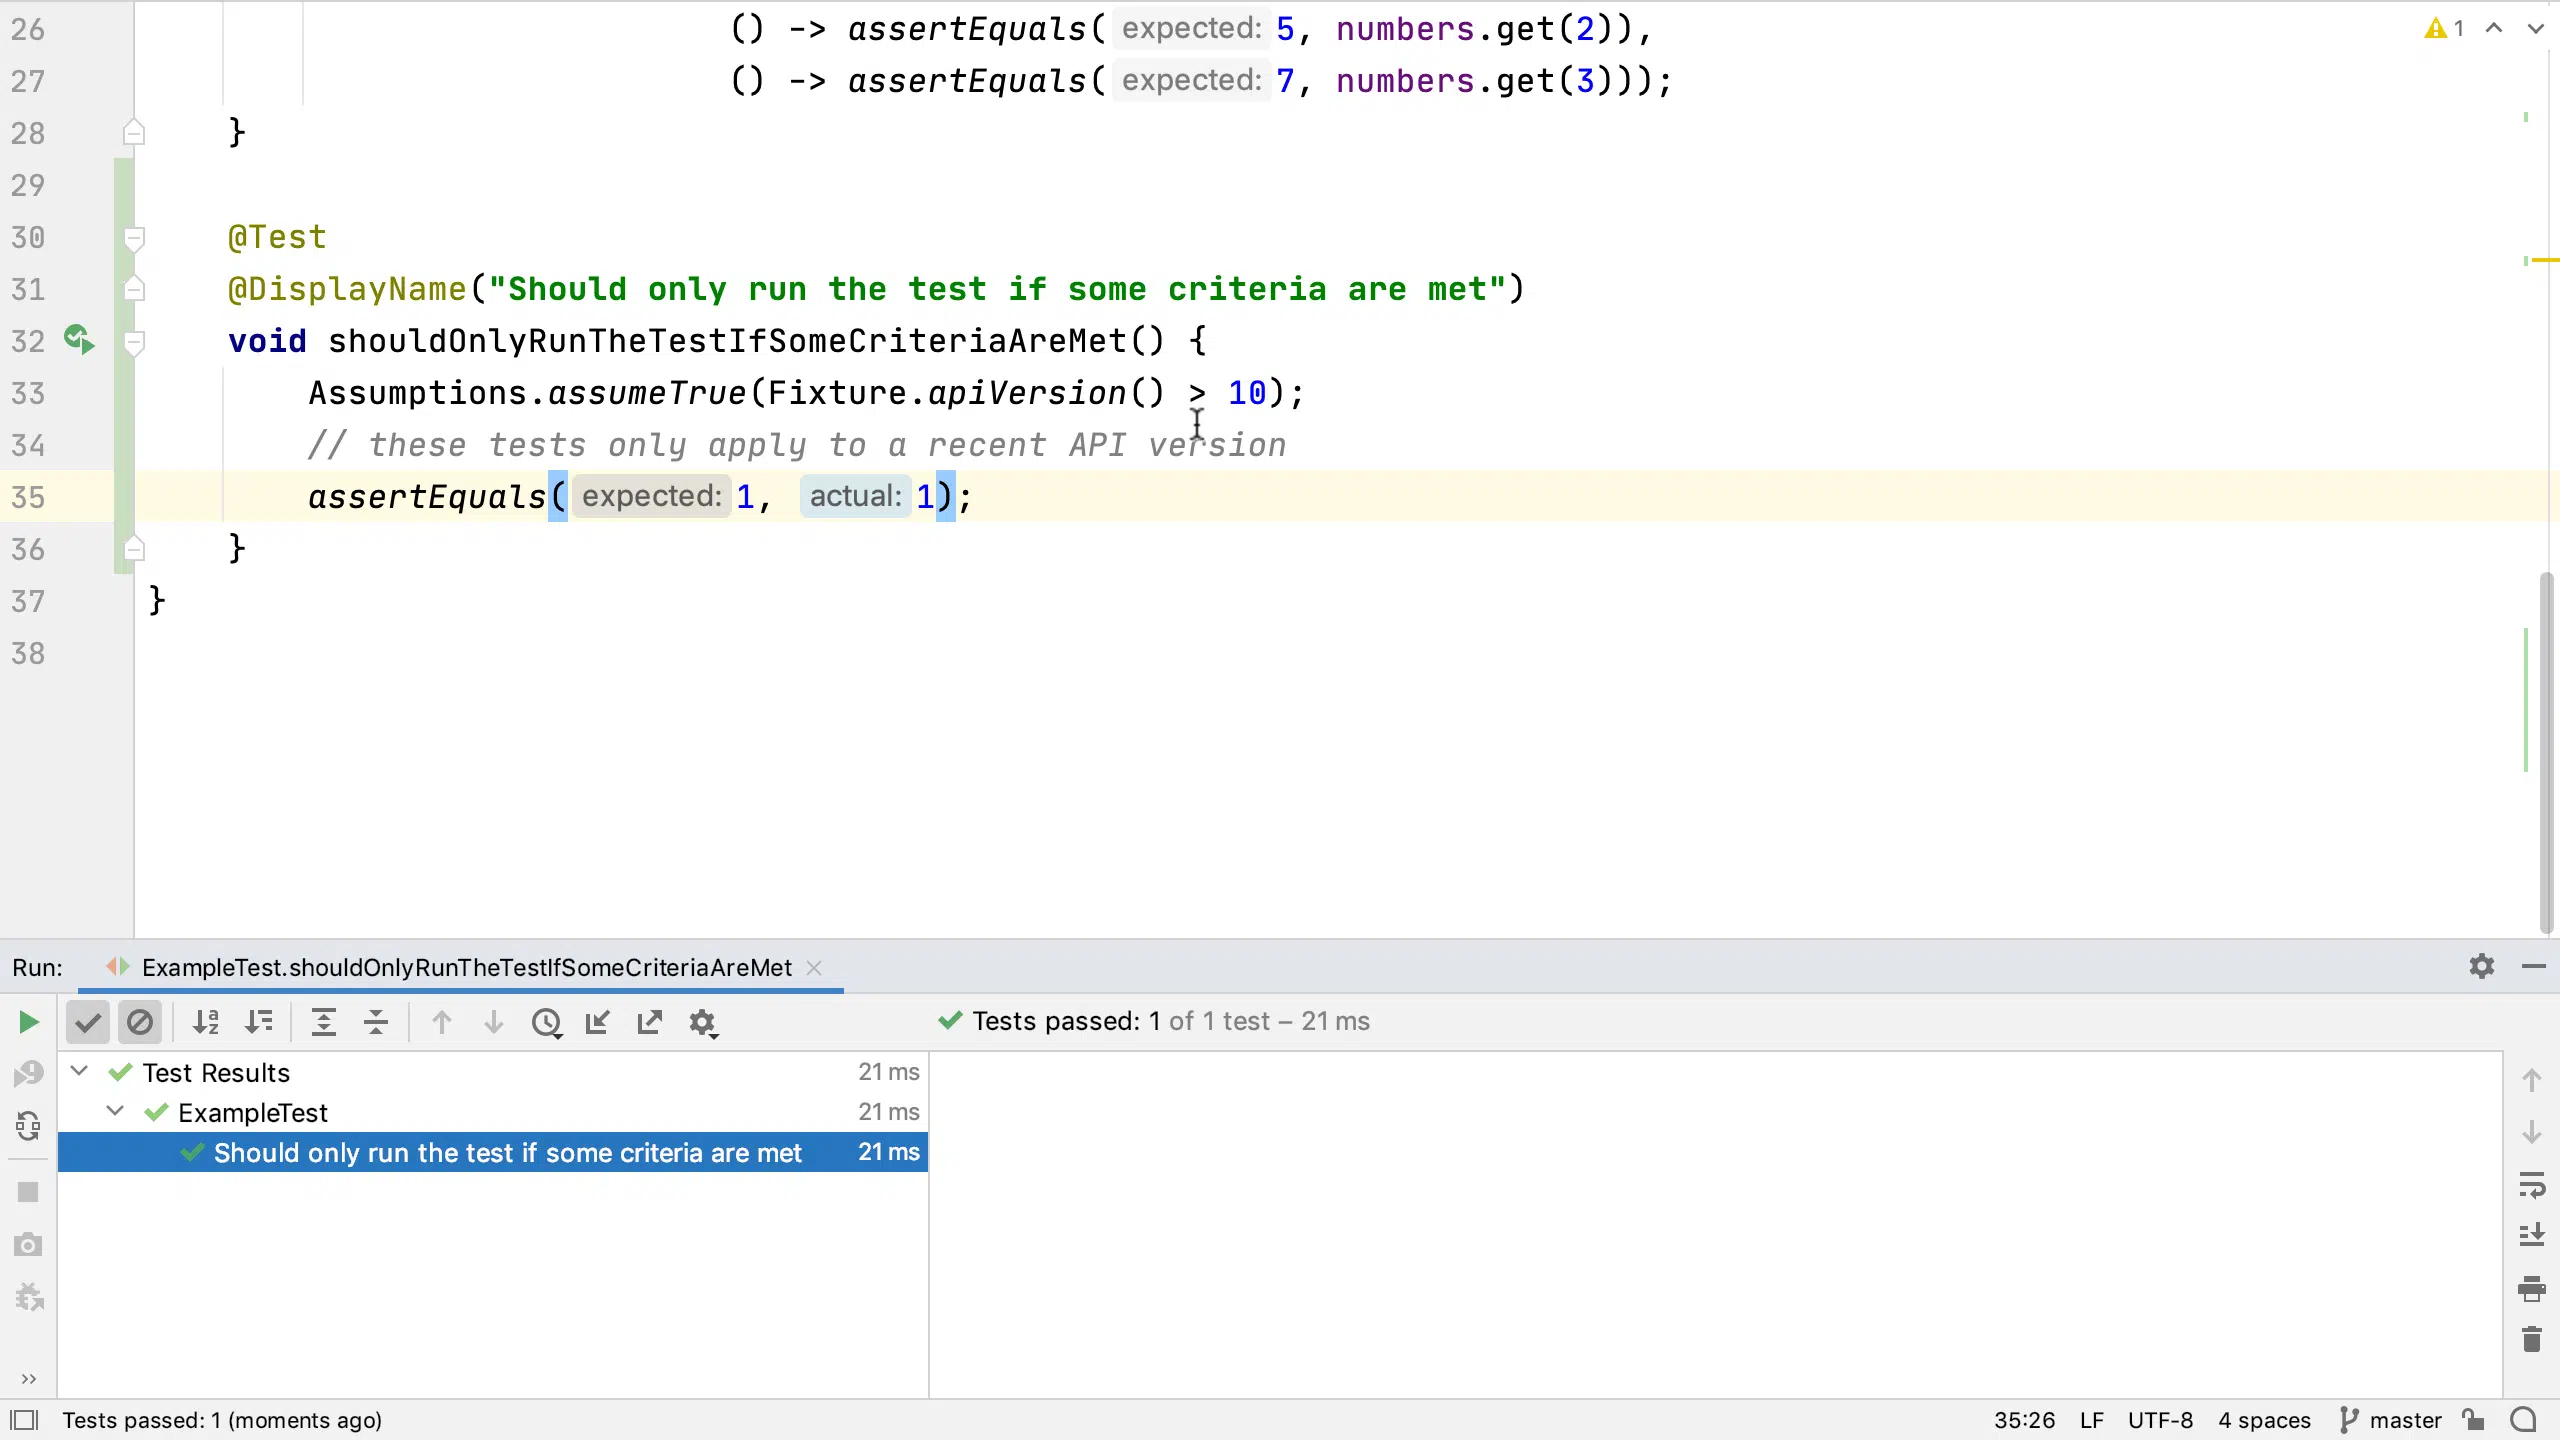 26 () -> assertEquals( expected: 5, numbers.get(2)),
1
27 () -> assertEquals( expected: 7, numbers.get(3)));
28 }
29
30 @Test
31 @DisplayName("Should only run the test if some criteria are met")
32 void shouldOnlyRunTheTestIfSomeCriteriaAreMet() {
33 Assumptions.assumeTrue(Fixture.apiVersion() > 10);
34 // these tests only apply to a recent API version
35 assertEquals( expected: 1, actual: 1);
36 }
37 }
38
Run: ExampleTest.shouldOnlyRunTheTestIfSomeCriteriaAreMet
Tests passed: 1 of 1 test – 21 ms
Test Results 21 ms
ExampleTest 21 ms
Should only run the test if some criteria are met 21 ms
Tests passed: 1 (moments ago) 35:26 LF UTF-8 4 spaces master